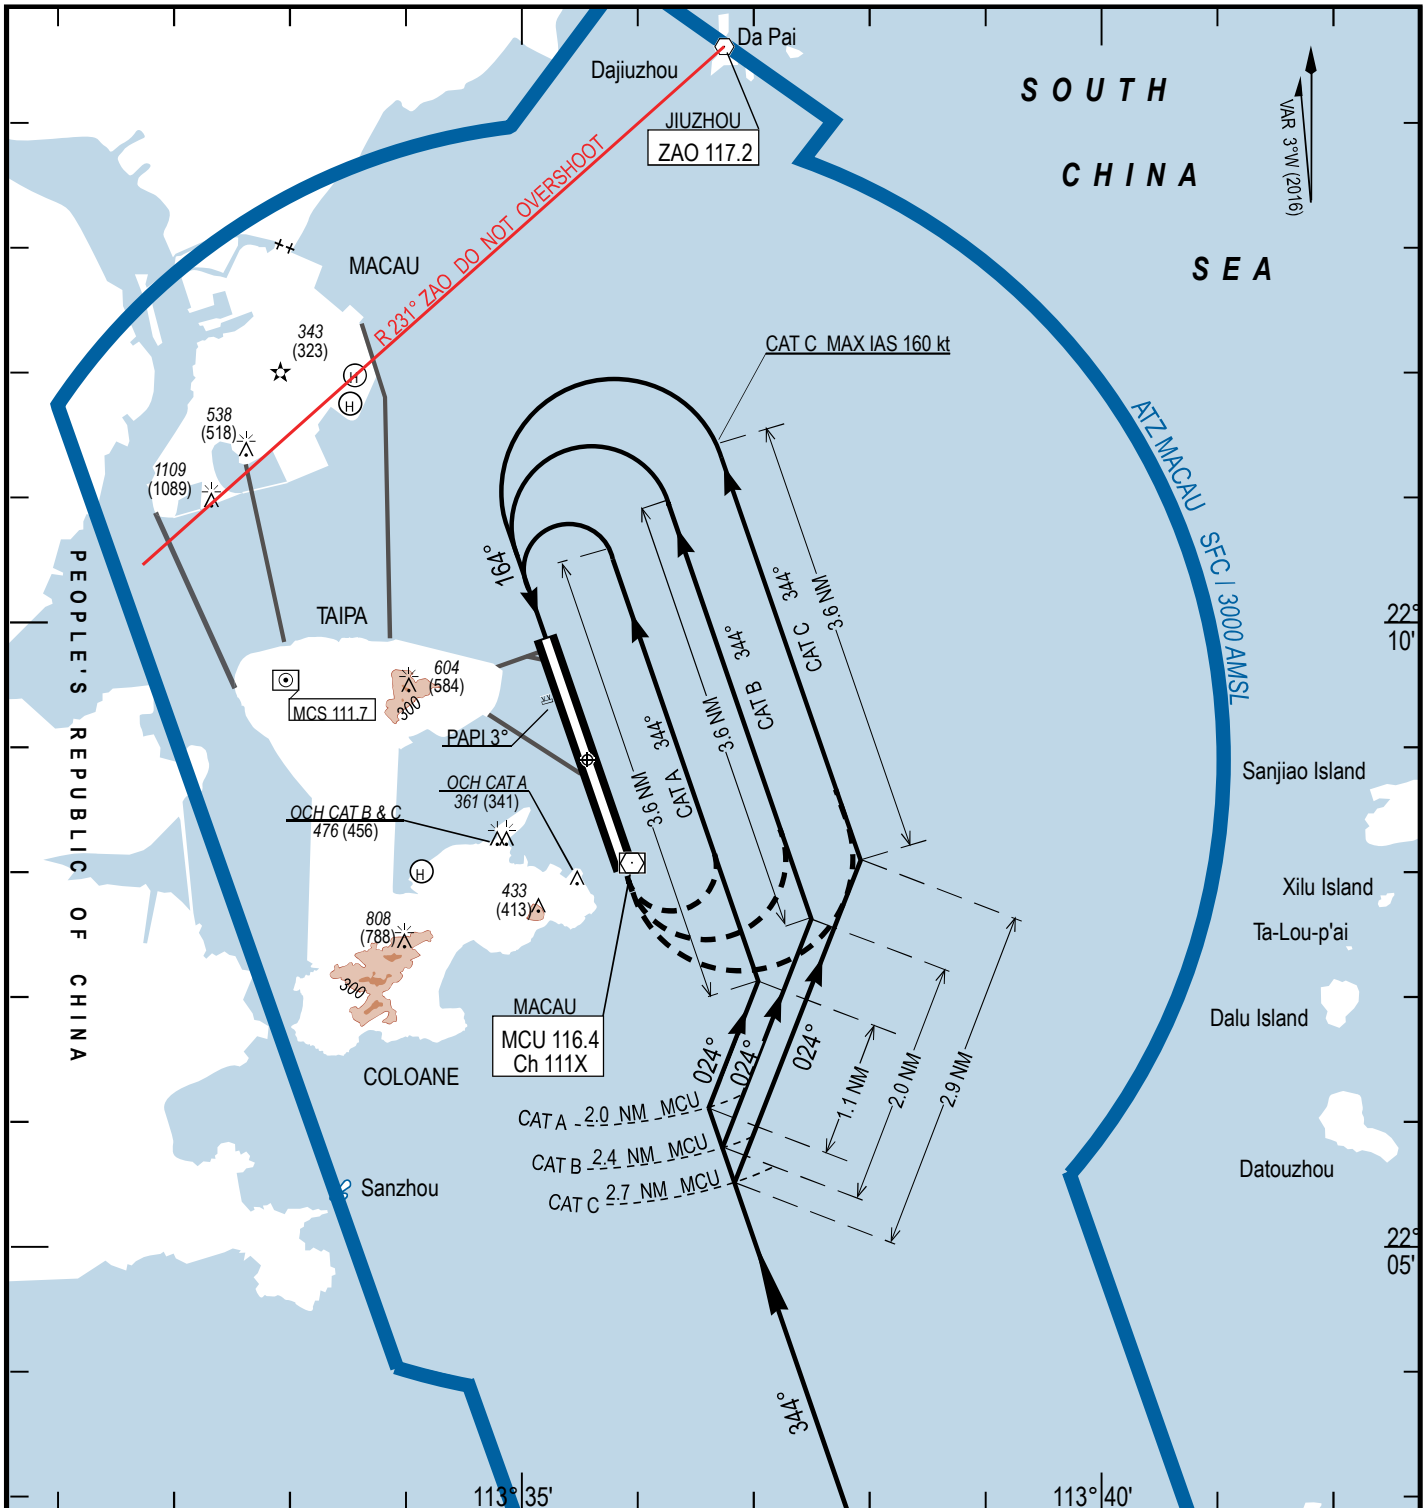 Da Pai
Dajiuzhou
SOUTH
CHINA
SEA
VAR 3°W (2016)
JIUZHOU
ZAO 117.2
R 231° ZAO DO NOT OVERSHOOT
MACAU
343
(323)
H
H
538
(518)
1109
(1089)
CAT C MAX IAS 160 kt
ATZ MACAU SFC / 3000 AMSL
PEOPLE'S REPUBLIC OF CHINA
164°
TAIPA
22°
10'
MCS 111.7
604
(584)
300
PAPI 3°
3.6 NM
CAT A
344°
3.6 NM
CAT B
344°
CAT C
344°
3.6 NM
OCH CAT A
361 (341)
OCH CAT B & C
476 (456)
H
433
(413)
808
(788)
300
Sanjiao Island
Xilu Island
Ta-Lou-p'ai
Dalu Island
Datouzhou
MACAU
MCU 116.4
Ch 111X
COLOANE
024°
024°
024°
1.1 NM
2.0 NM
2.9 NM
CAT A 2.0 NM MCU
CAT B 2.4 NM MCU
CAT C 2.7 NM MCU
Sanzhou
22°
05'
344°
113°35'
113°40'